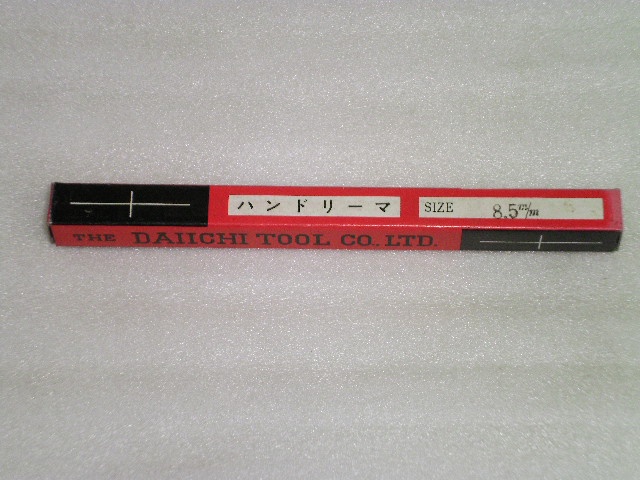 ハンドリーマ
SIZE 8.5m/m
THE DAIICHI TOOL CO. LTD.